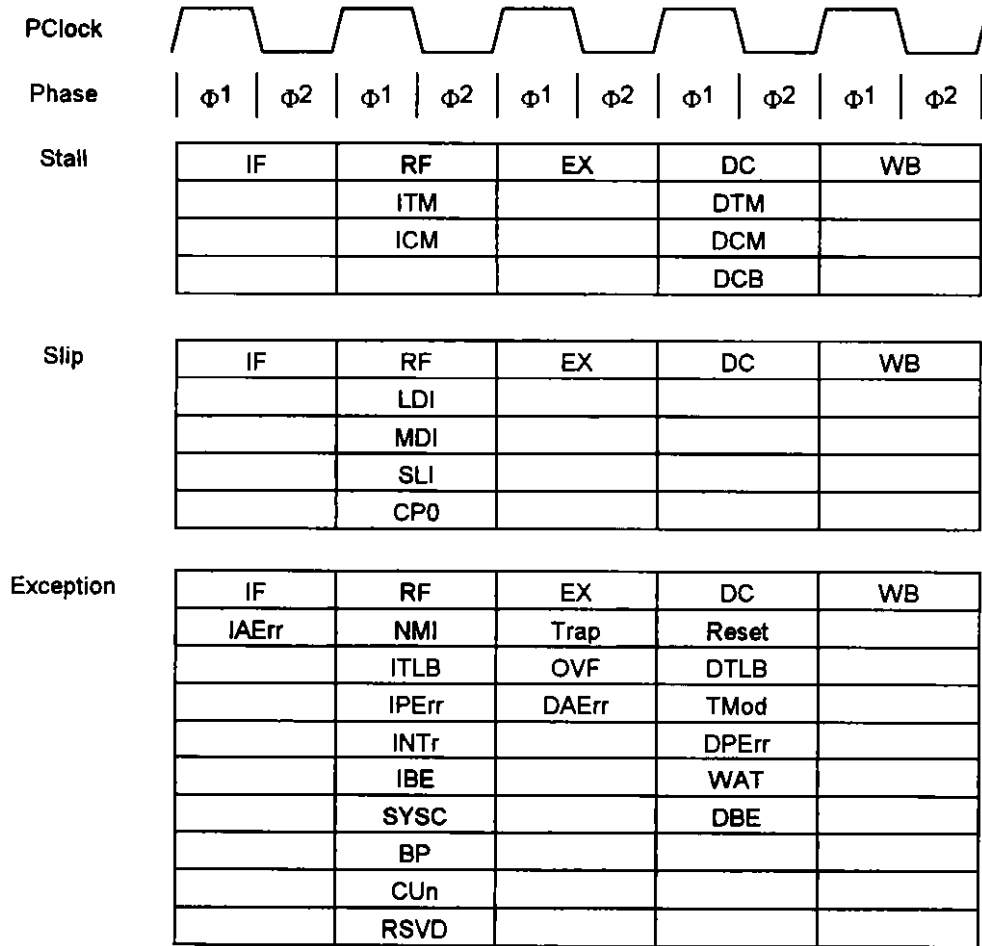 PClock
Phase Φ1 Φ2 Φ1 Φ2 Φ1 Φ2 Φ1 Φ2 Φ1 Φ2
Stall IF RF EX DC WB
ITM DTM
ICM DCM
DCB
Slip IF RF EX DC WB
LDI
MDI
SLI
CP0
Exception IF RF EX DC WB
IAErr NMI Trap Reset
ITLB OVF DTLB
IPErr DAErr TMod
INTr DPErr
IBE WAT
SYSC DBE
BP
CUn
RSVD